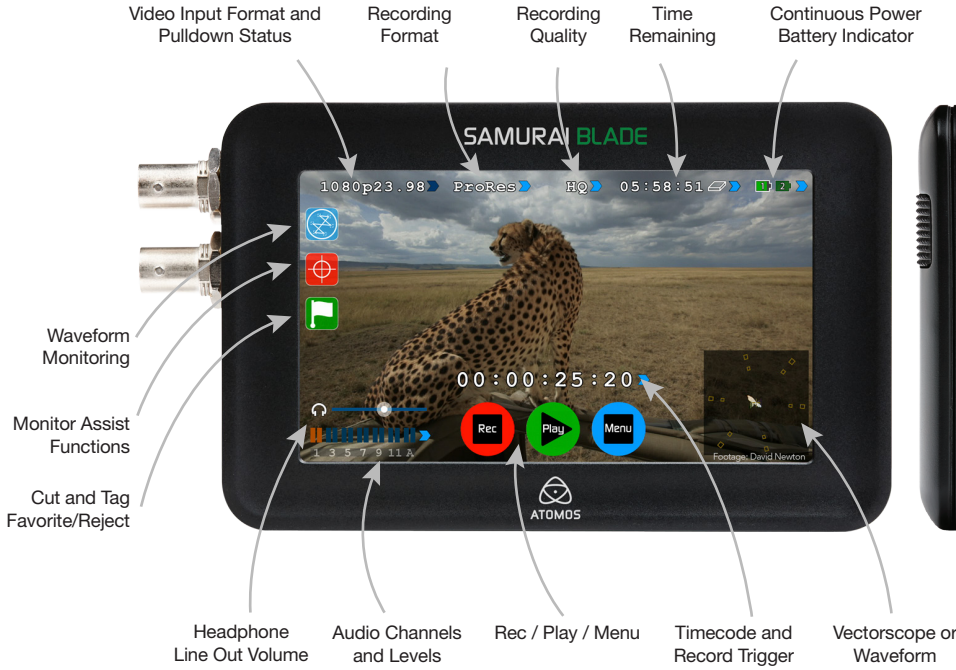 Video Input Format and
Pulldown Status
Recording
Format
Recording
Quality
Time
Remaining
Continuous Power
Battery Indicator
SAMURAI BLADE
1080p23.98 ProRes HQ 05:58:51 1 2
Waveform
Monitoring
Monitor Assist
Functions
Cut and Tag
Favorite/Reject
00:00:25:20
Rec Play Menu
1 3 5 7 9 11 A
Footage: David Newton
ATOMOS
Headphone
Line Out Volume
Audio Channels
and Levels
Rec / Play / Menu
Timecode and
Record Trigger
Vectorscope or
Waveform